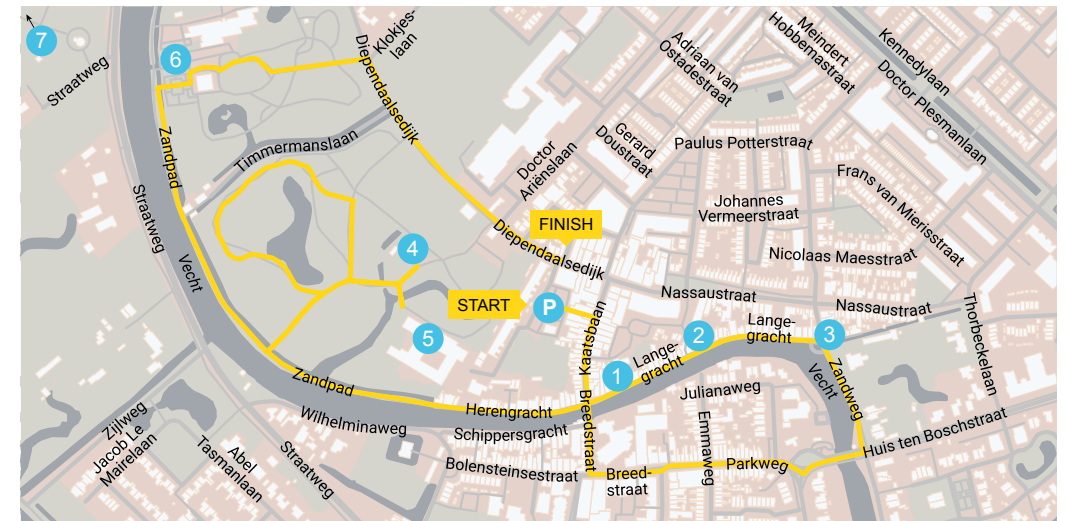 7
Straatweg
6
Klokjes-
laan
Diependaalsedijk
Adriaan van
Ostadestraat
Meindert
Hobbemastraat
Kennedylaan
Doctor Plesmanlaan
Zandpad
Timmermanslaan
Doctor
Ariënslaan
Gerard
Doustraat
Paulus Potterstraat
Frans van Mierisstraat
Johannes
Vermeerstraat
Straatweg
Vecht
4
FINISH
Diependaalsedijk
Nicolaas Maesstraat
START
P
Nassaustraat
Nassaustraat
Thorbeckelaan
5
Kaatsbaan
2
Lange-
gracht
3
Lange-
gracht
1
Zandpad
Herengracht
Breedstraat
Julianaweg
Vecht
Zandweg
Wilhelminaweg
Schippersgracht
Emmaweg
Huis ten Boschstraat
Zijlweg
Jacob Le
Mairelaan
Abel
Tasmanlaan
Straatweg
Bolensteinsestraat
Breed-
straat
Parkweg